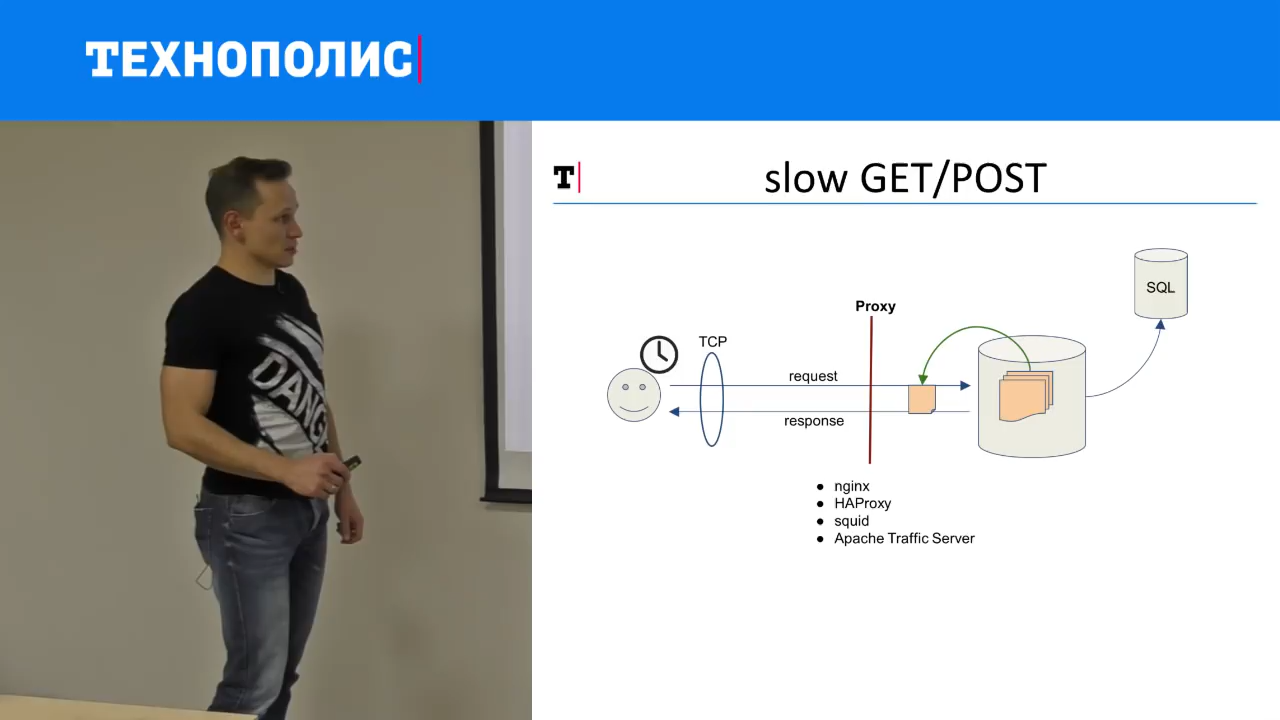 ТЕХНОПОЛИС
DANG
T
slow GET/POST
SQL
Proxy
TCP
request
response
● nginx
● HAProxy
● squid
● Apache Traffic Server